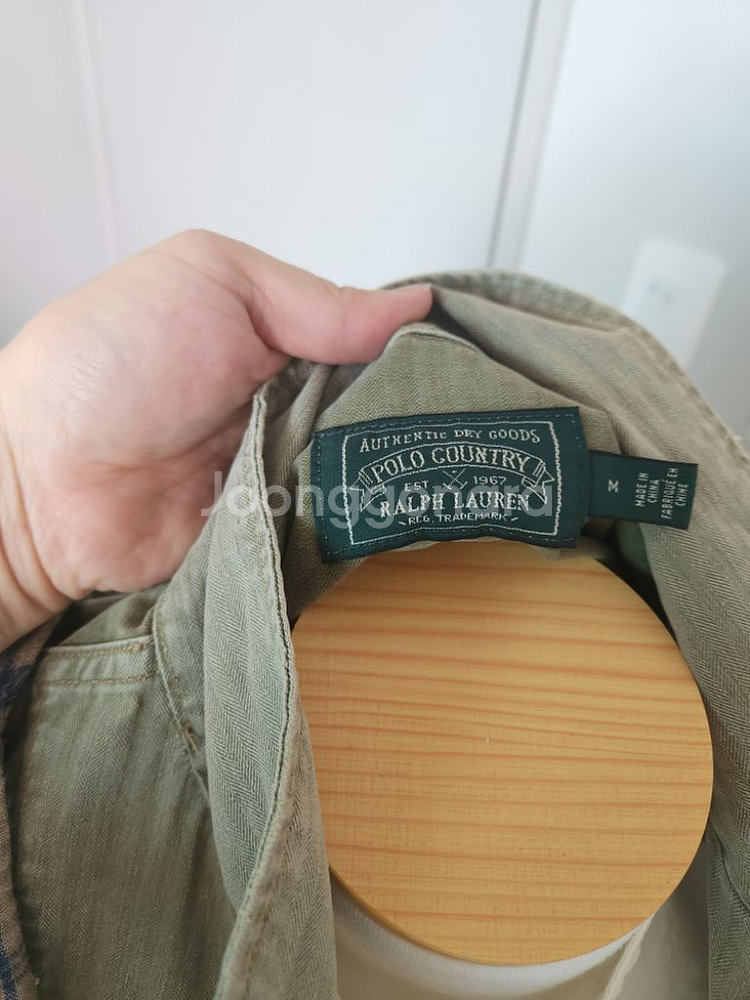 AUTHENTIC DRY GOODS
POLO COUNTRY
EST 1967
RALPH LAUREN
REG. TRADEMARK
M
MADE IN
CHINA
FABRIQUÉ EN
CHINE
Joonggonara